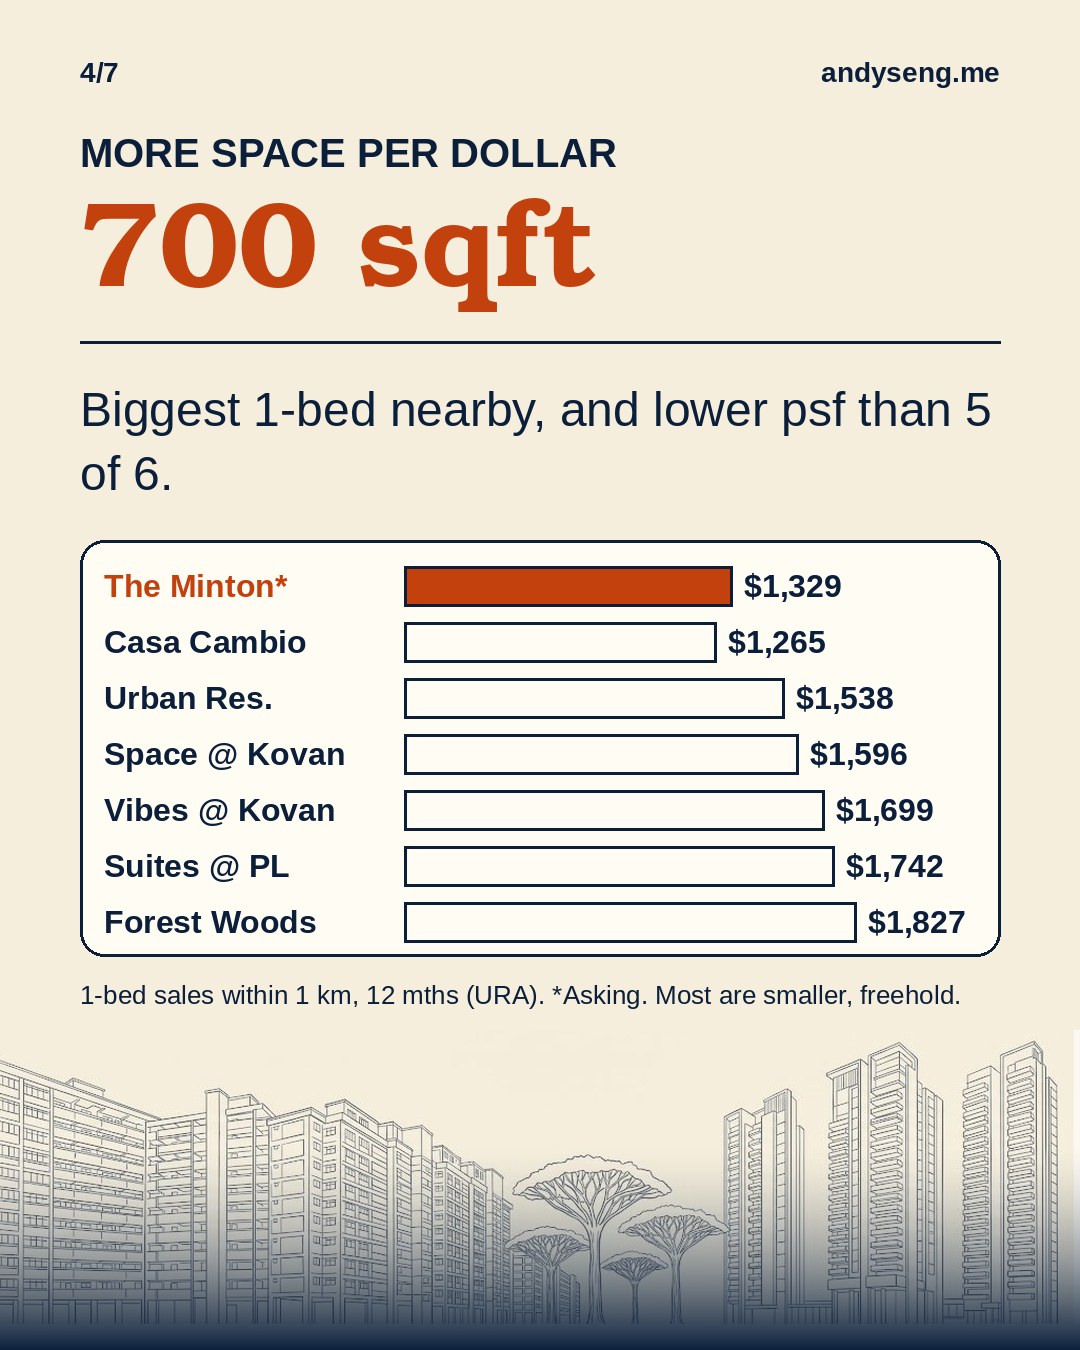 4/7
andyseng.me
MORE SPACE PER DOLLAR
700 sqft
Biggest 1-bed nearby, and lower psf than 5
of 6.
The Minton* $1,329
Casa Cambio $1,265
Urban Res. $1,538
Space @ Kovan $1,596
Vibes @ Kovan $1,699
Suites @ PL $1,742
Forest Woods $1,827
1-bed sales within 1 km, 12 mths (URA). *Asking. Most are smaller, freehold.